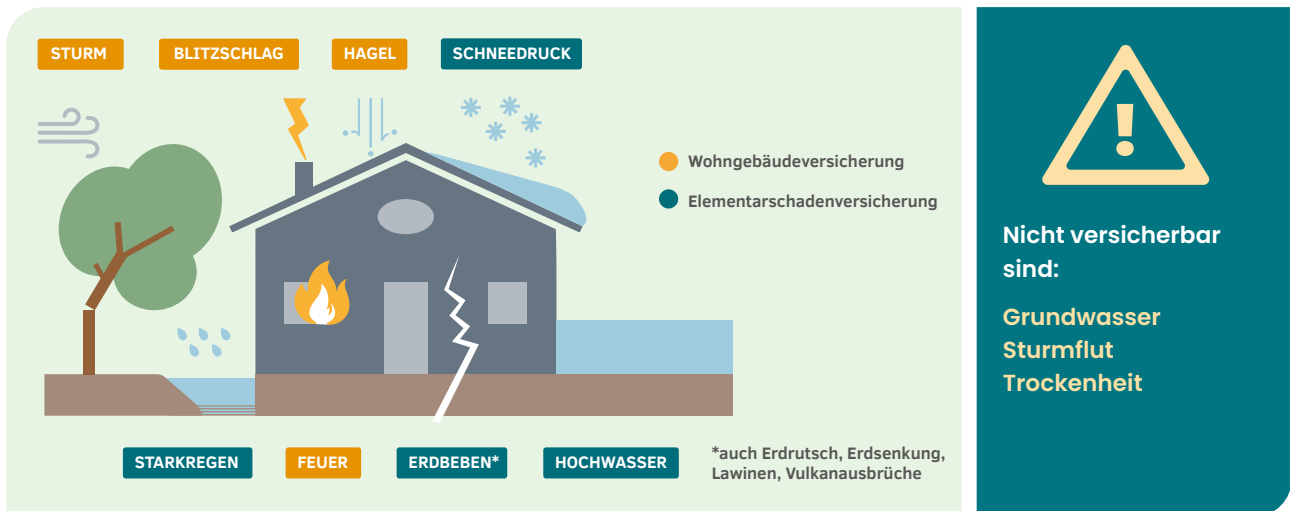 STURM
BLITZSCHLAG
HAGEL
SCHNEEDRUCK
Wohngebäudeversicherung
Elementarschadenversicherung
STARKREGEN
FEUER
ERDBEBEN*
HOCHWASSER
*auch Erdrutsch, Erdsenkung,
Lawinen, Vulkanausbrüche
!
Nicht versicherbar
sind:
Grundwasser
Sturmflut
Trockenheit